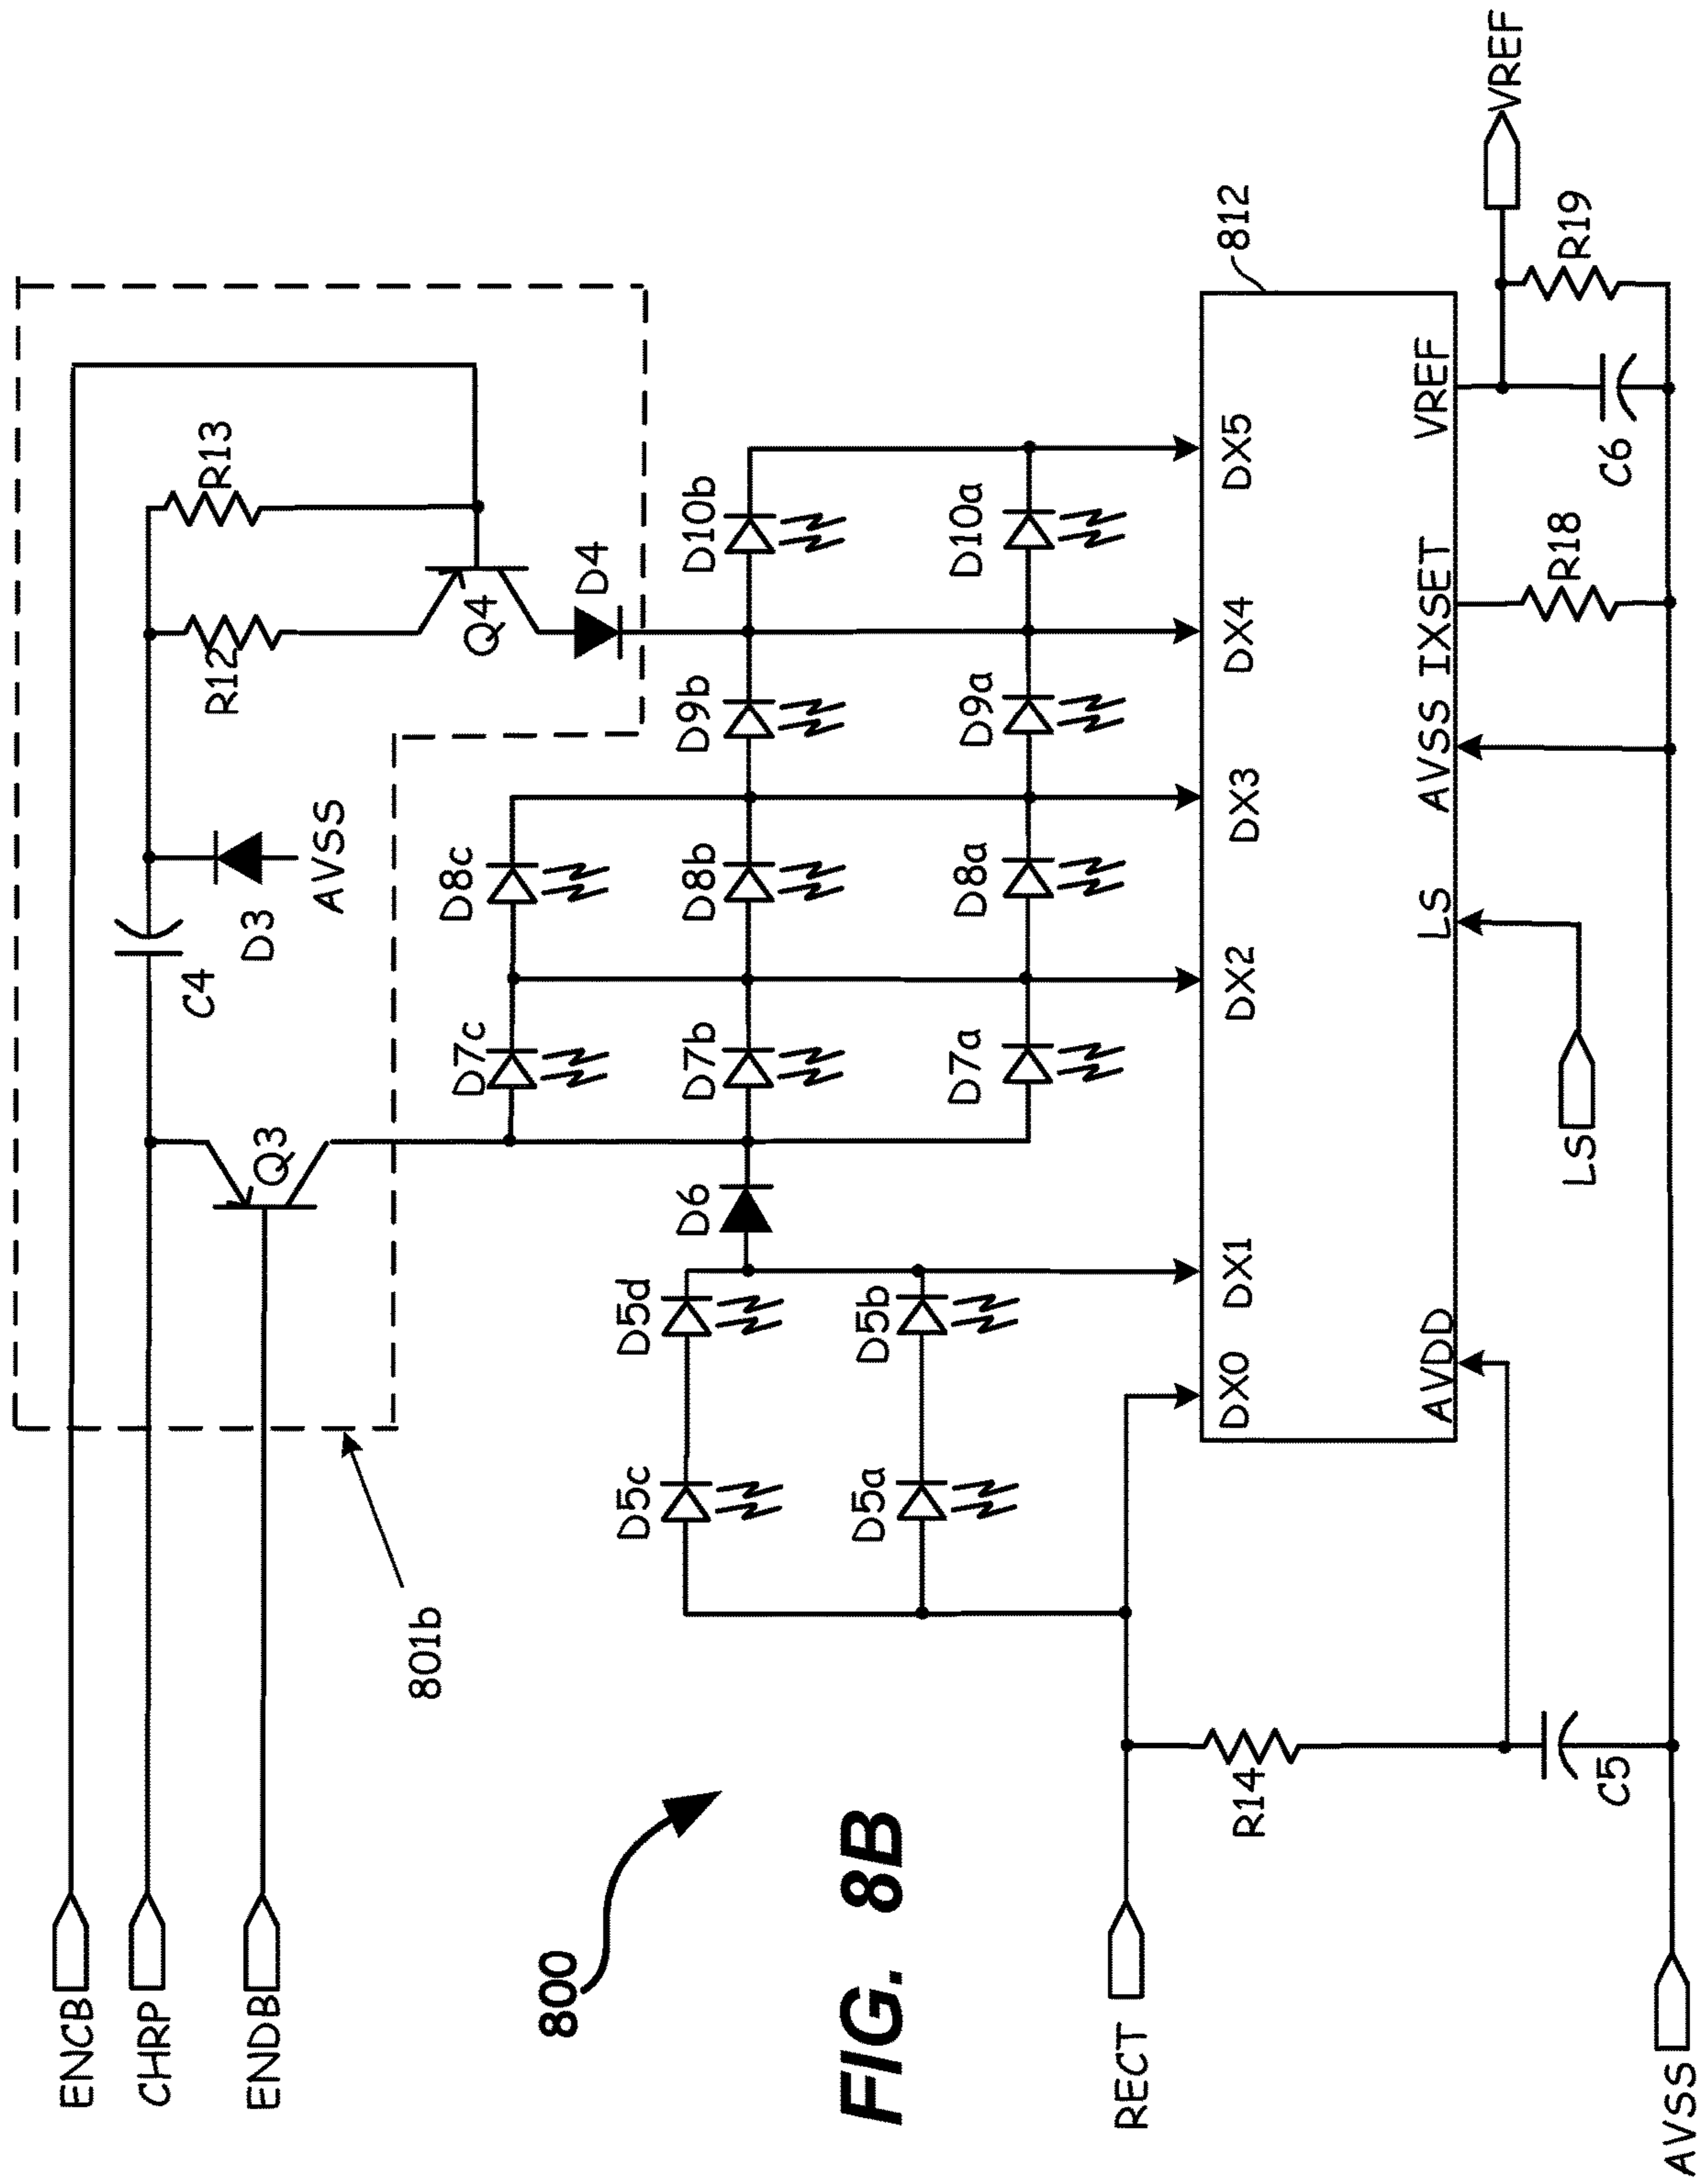 ENCB
CHRP
ENDB
C4
D3
AVSS
R12
R13
Q3
Q4
D4
801b
D7c
D8c
D5c
D5d
D6
D7b
D8b
D9b
D10b
D5a
D5b
D7a
D8a
D9a
D10a
800
FIG. 8B
812
RECT
DX0
DX1
DX2
DX3
DX4
DX5
AVDD
LS
AVSS
IXSET
VREF
R14
C5
LS
R18
C6
R19
VREF
AVSS